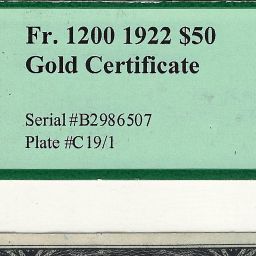 Fr. 1200 1922 $50
Gold Certificate
Serial #B2986507
Plate #C19/1